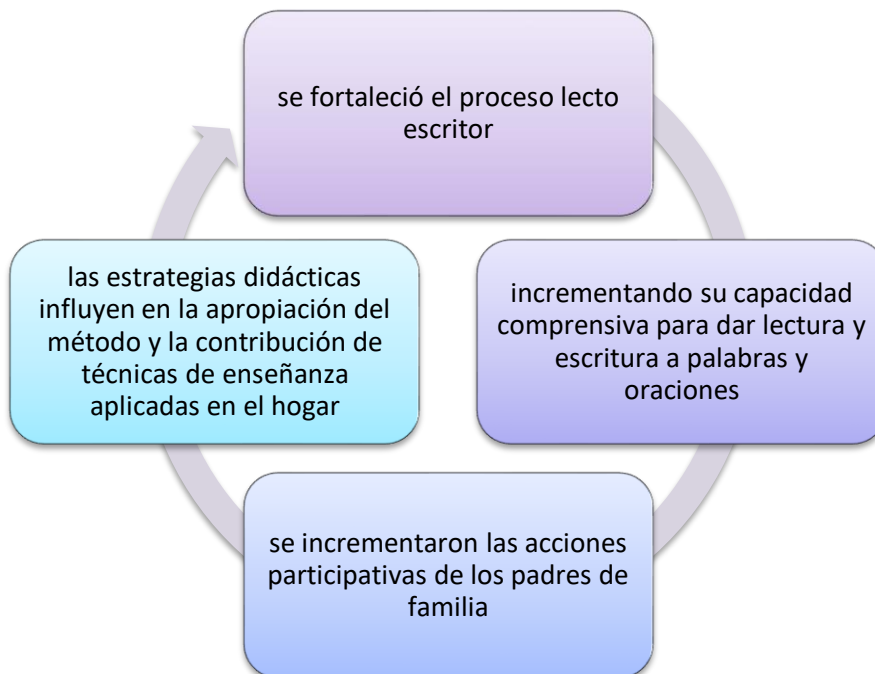 se fortaleció el proceso lecto
escritor
incrementando su capacidad
comprensiva para dar lectura y
escritura a palabras y
oraciones
se incrementaron las acciones
participativas de los padres de
familia
las estrategias didácticas
influyen en la apropiación del
método y la contribución de
técnicas de enseñanza
aplicadas en el hogar